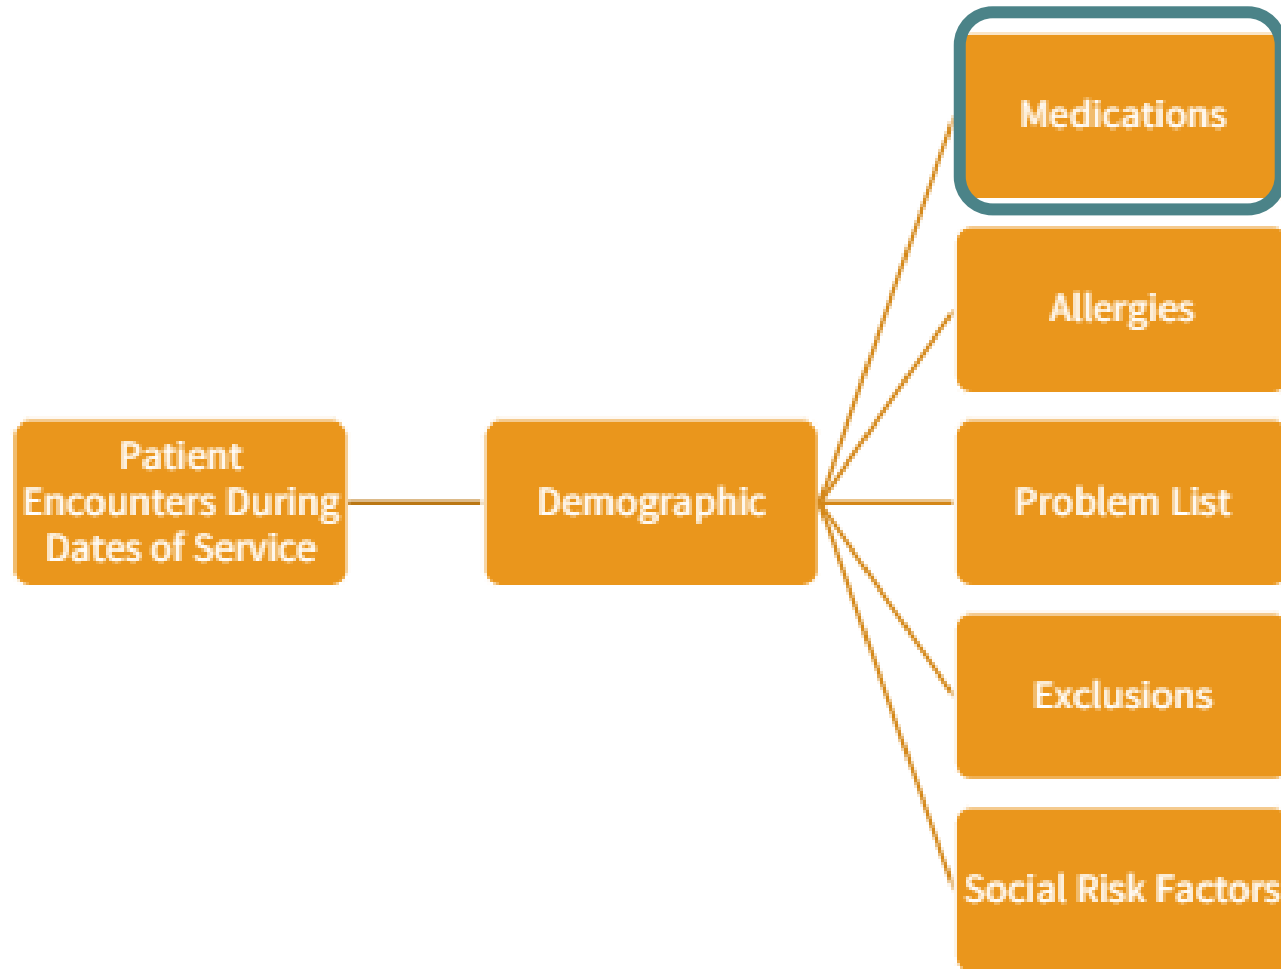 Medications
Allergies
Patient
Encounters During
Dates of Service
Demographic
Problem List
Exclusions
Social Risk Factors